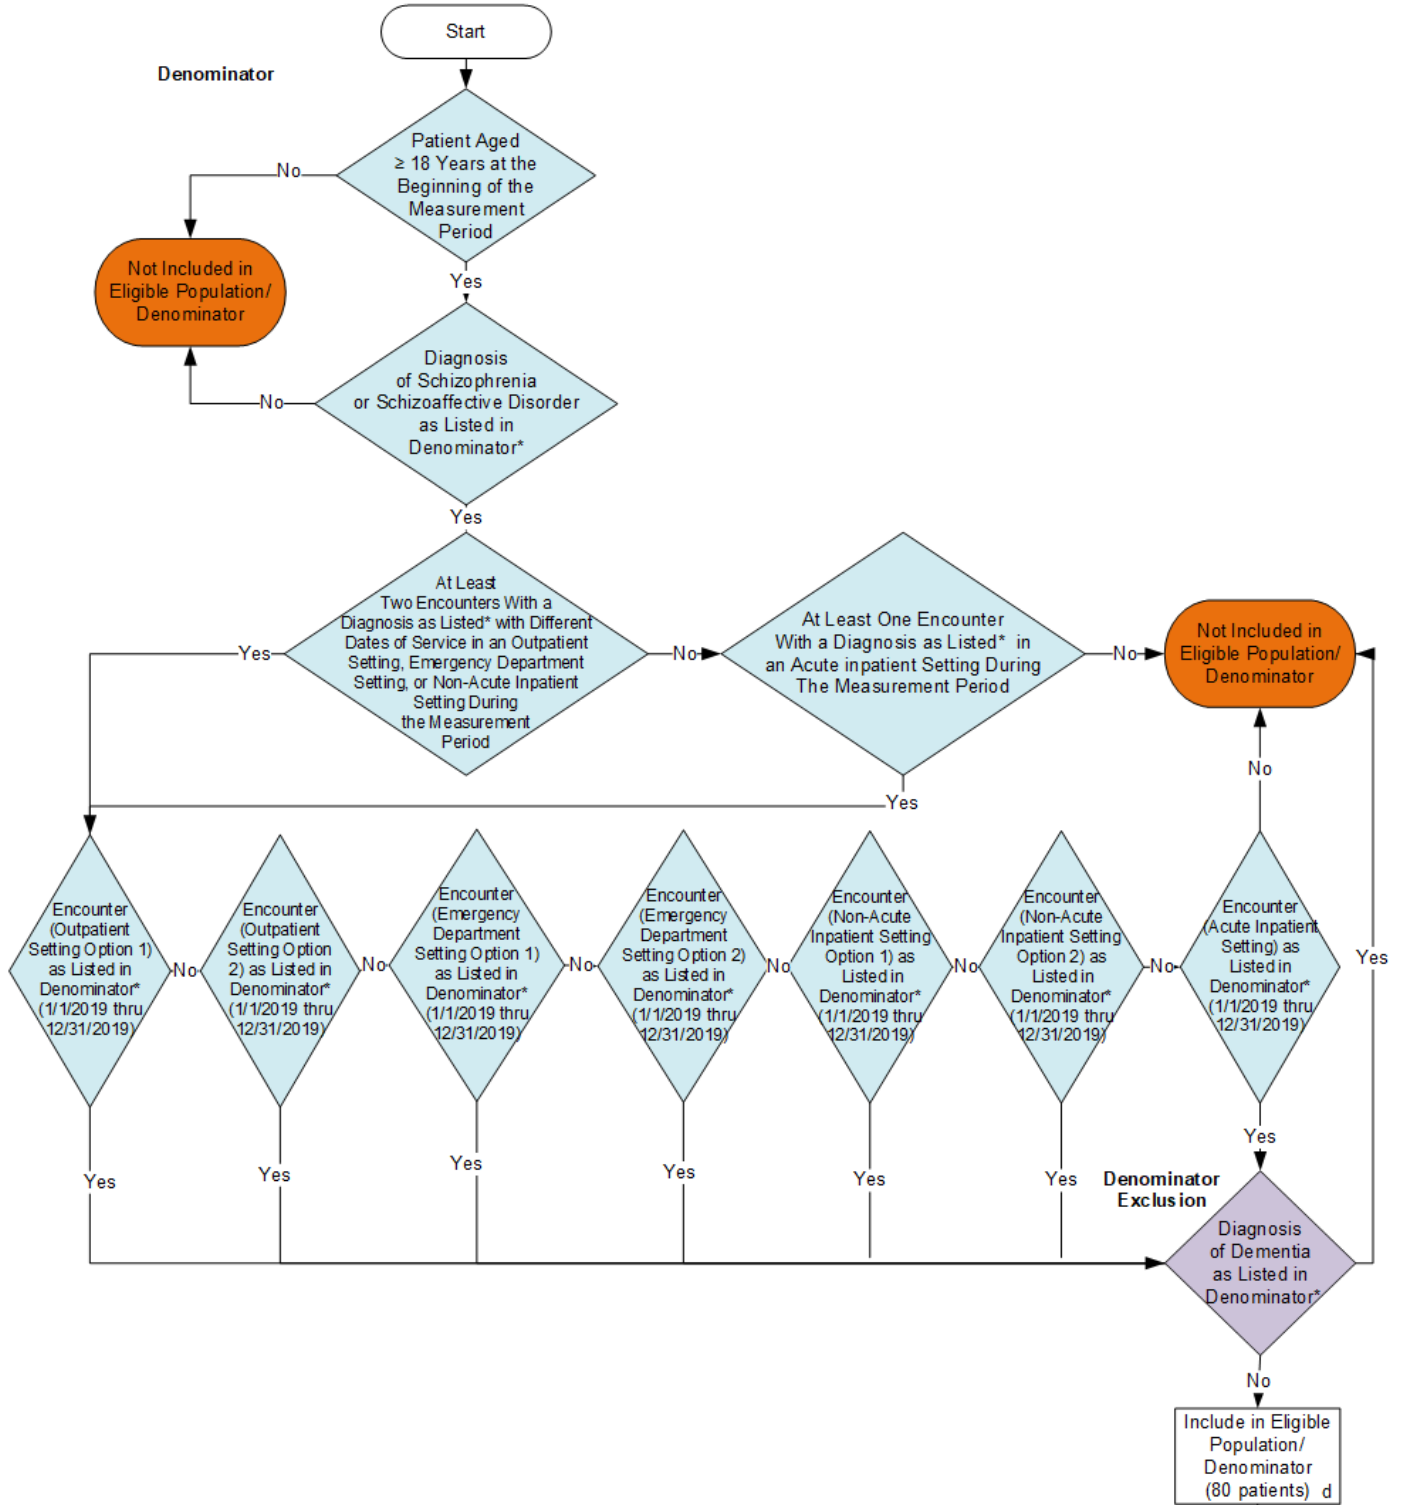 Start
Denominator
Patient Aged
≥ 18 Years at the
Beginning of the
Measurement
Period
No
Not Included in
Eligible Population/
Denominator
Yes
Diagnosis
of Schizophrenia
or Schizoaffective Disorder
as Listed in
Denominator*
No
Yes
At Least
Two Encounters With a
Diagnosis as Listed* with Different
Dates of Service in an Outpatient
Setting, Emergency Department
Setting, or Non-Acute Inpatient
Setting During
the Measurement
Period
Yes
No
At Least One Encounter
With a Diagnosis as Listed* in
an Acute inpatient Setting During
The Measurement Period
No
Not Included in
Eligible Population/
Denominator
Yes
No
Encounter
(Outpatient
Setting Option 1)
as Listed in
Denominator*
(1/1/2019 thru
12/31/2019)
No
Encounter
(Outpatient
Setting Option
2) as Listed in
Denominator*
(1/1/2019 thru
12/31/2019)
No
Encounter
(Emergency
Department
Setting Option 1)
as Listed in
Denominator*
(1/1/2019 thru
12/31/2019)
No
Encounter
(Emergency
Department
Setting Option 2)
as Listed in
Denominator*
(1/1/2019 thru
12/31/2019)
No
Encounter
(Non-Acute
Inpatient Setting
Option 1) as
Listed in
Denominator*
(1/1/2019 thru
12/31/2019)
No
Encounter
(Non-Acute
Inpatient Setting
Option 2) as
Listed in
Denominator*
(1/1/2019 thru
12/31/2019)
No
Encounter
(Acute Inpatient
Setting) as
Listed in
Denominator*
(1/1/2019 thru
12/31/2019)
Yes
Yes
Yes
Yes
Yes
Yes
Yes
Yes
Denominator
Exclusion
Diagnosis
of Dementia
as Listed in
Denominator*
No
Include in Eligible
Population/
Denominator
(80 patients) d